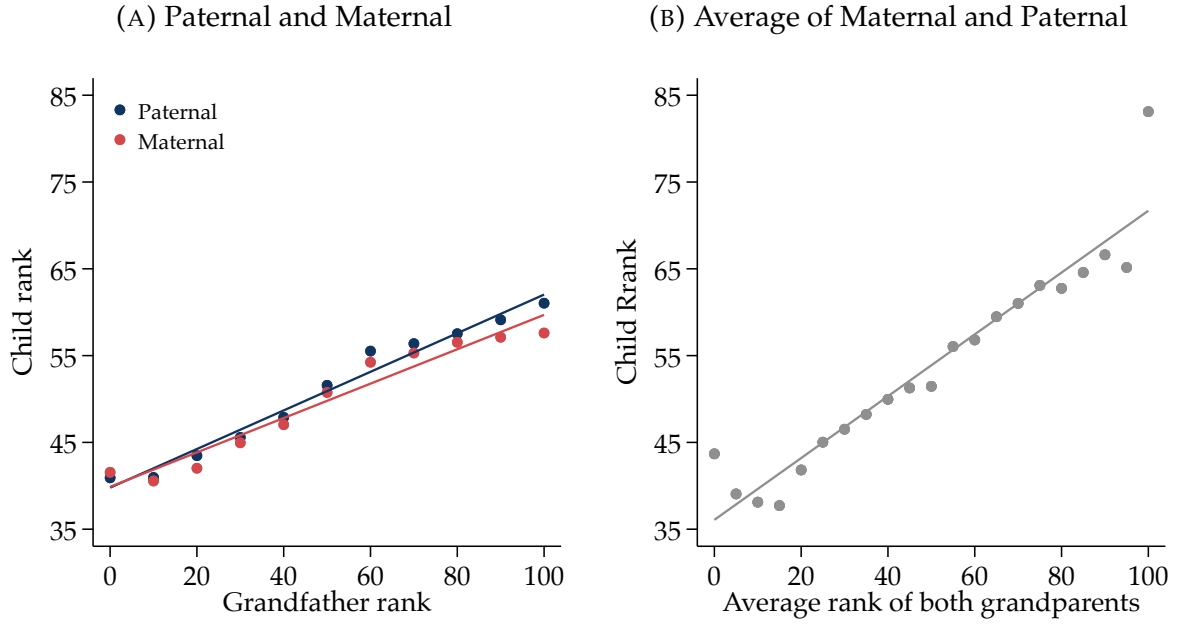 (A) Paternal and Maternal
85
75
65
55
45
35
Child rank
Paternal
Maternal
0 20 40 60 80 100
Grandfather rank
(B) Average of Maternal and Paternal
85
75
65
55
45
35
Child Rrank
0 20 40 60 80 100
Average rank of both grandparents